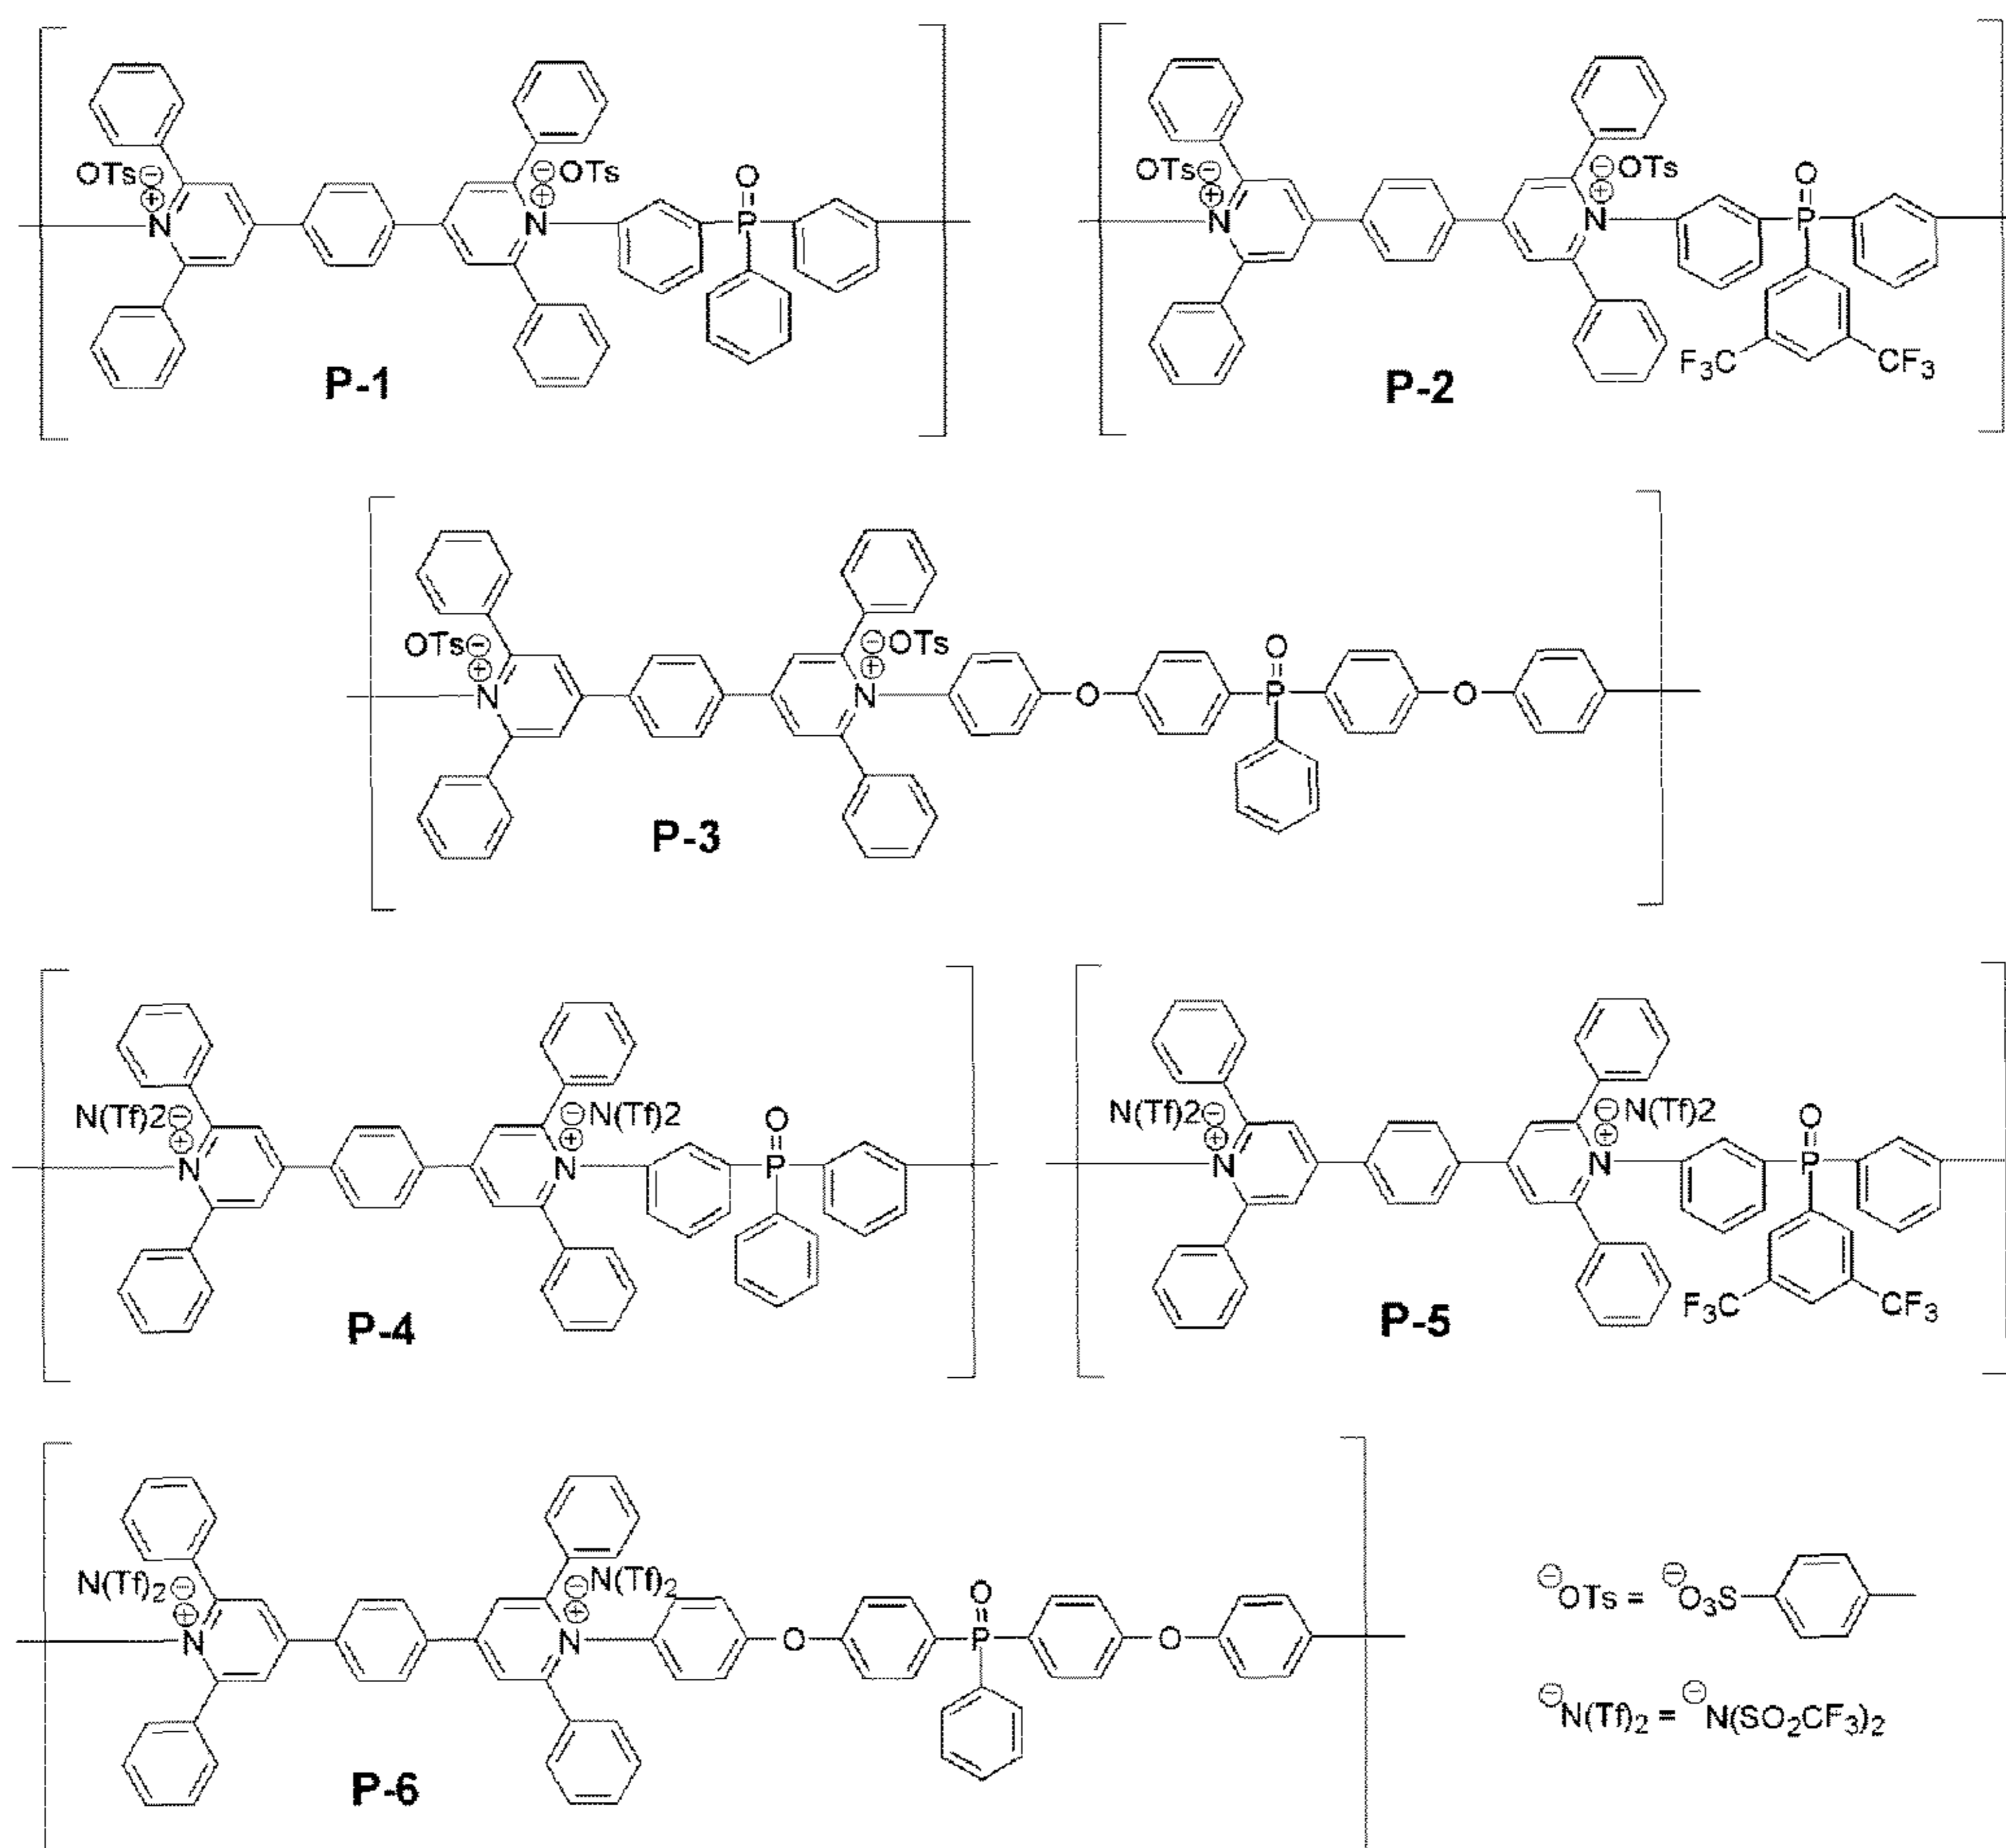 OTs⊖ ⊖OTs O
⊕ ⊕
N N P
P-1
OTs⊖ ⊖OTs O
⊕ ⊕
N N P
F₃C CF₃
P-2
OTs⊖ ⊖OTs O
⊕ ⊕
N N O P O
P-3
N(Tf)2⊖ ⊖N(Tf)2 O
⊕ ⊕
N N P
P-4
N(Tf)2⊖ ⊖N(Tf)2 O
⊕ ⊕
N N P
F₃C CF₃
P-5
N(Tf)₂⊖ ⊖N(Tf)₂ O
⊕ ⊕
N N O P O
P-6
⊖OTs = ⊖O₃S
⊖N(Tf)₂ = ⊖N(SO₂CF₃)₂